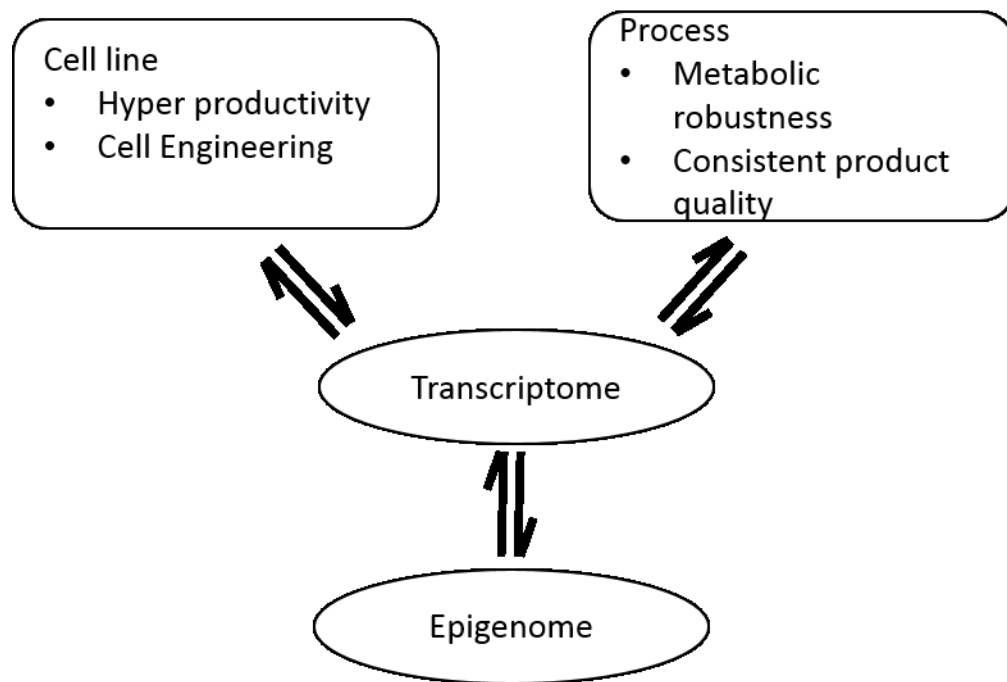 Cell line
• Hyper productivity
• Cell Engineering
Process
• Metabolic
robustness
• Consistent product
quality
Transcriptome
Epigenome